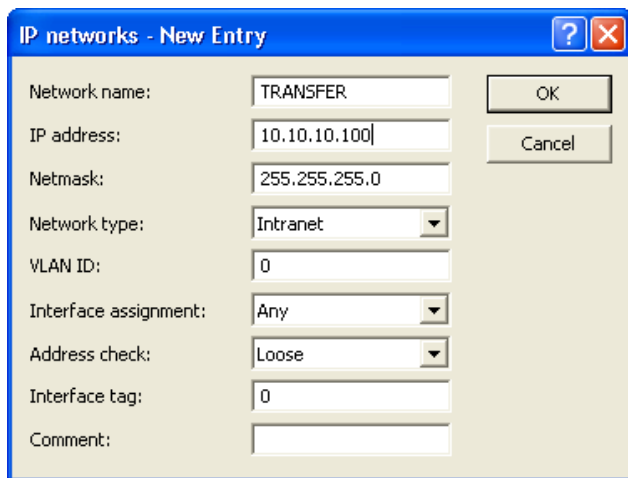 IP networks - New Entry
Network name: TRANSFER OK
IP address: 10.10.10.100 Cancel
Netmask: 255.255.255.0
Network type: Intranet
VLAN ID: 0
Interface assignment: Any
Address check: Loose
Interface tag: 0
Comment: